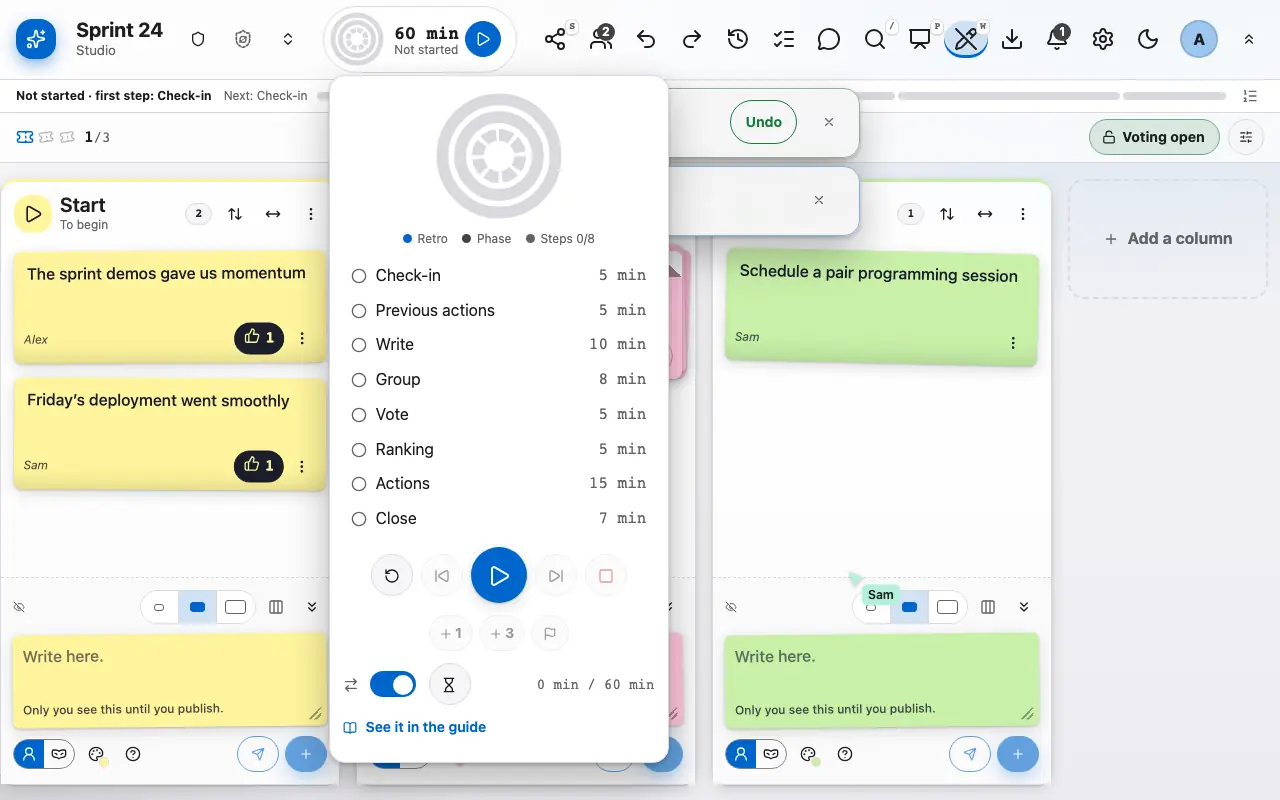 Sprint 24
Studio
60 min
Not started
S
2
/
P
W
1
A
Not started · first step: Check-in
Next: Check-in
1/3
Undo
Voting open
Start
To begin
2
1
Add a column
The sprint demos gave us momentum
Alex
1
Friday’s deployment went smoothly
Sam
1
Retro
Phase
Steps 0/8
Check-in 5 min
Previous actions 5 min
Write 10 min
Group 8 min
Vote 5 min
Ranking 5 min
Actions 15 min
Close 7 min
+ 1
+ 3
0 min / 60 min
See it in the guide
Schedule a pair programming session
Sam
Sam
Write here.
Only you see this until you publish.
Write here.
Only you see this until you publish.